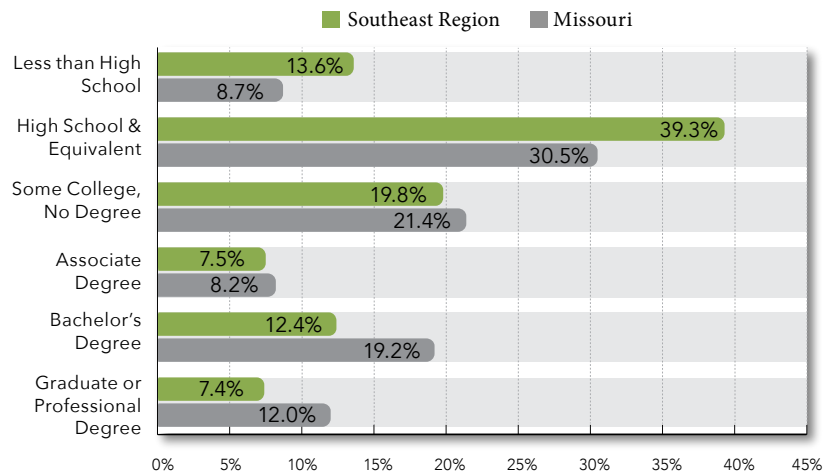 Southeast Region Missouri
Less than High
School
13.6%
8.7%
High School &
Equivalent
39.3%
30.5%
Some College,
No Degree
19.8%
21.4%
Associate
Degree
7.5%
8.2%
Bachelor's
Degree
12.4%
19.2%
Graduate or
Professional
Degree
7.4%
12.0%
0% 5% 10% 15% 20% 25% 30% 35% 40% 45%